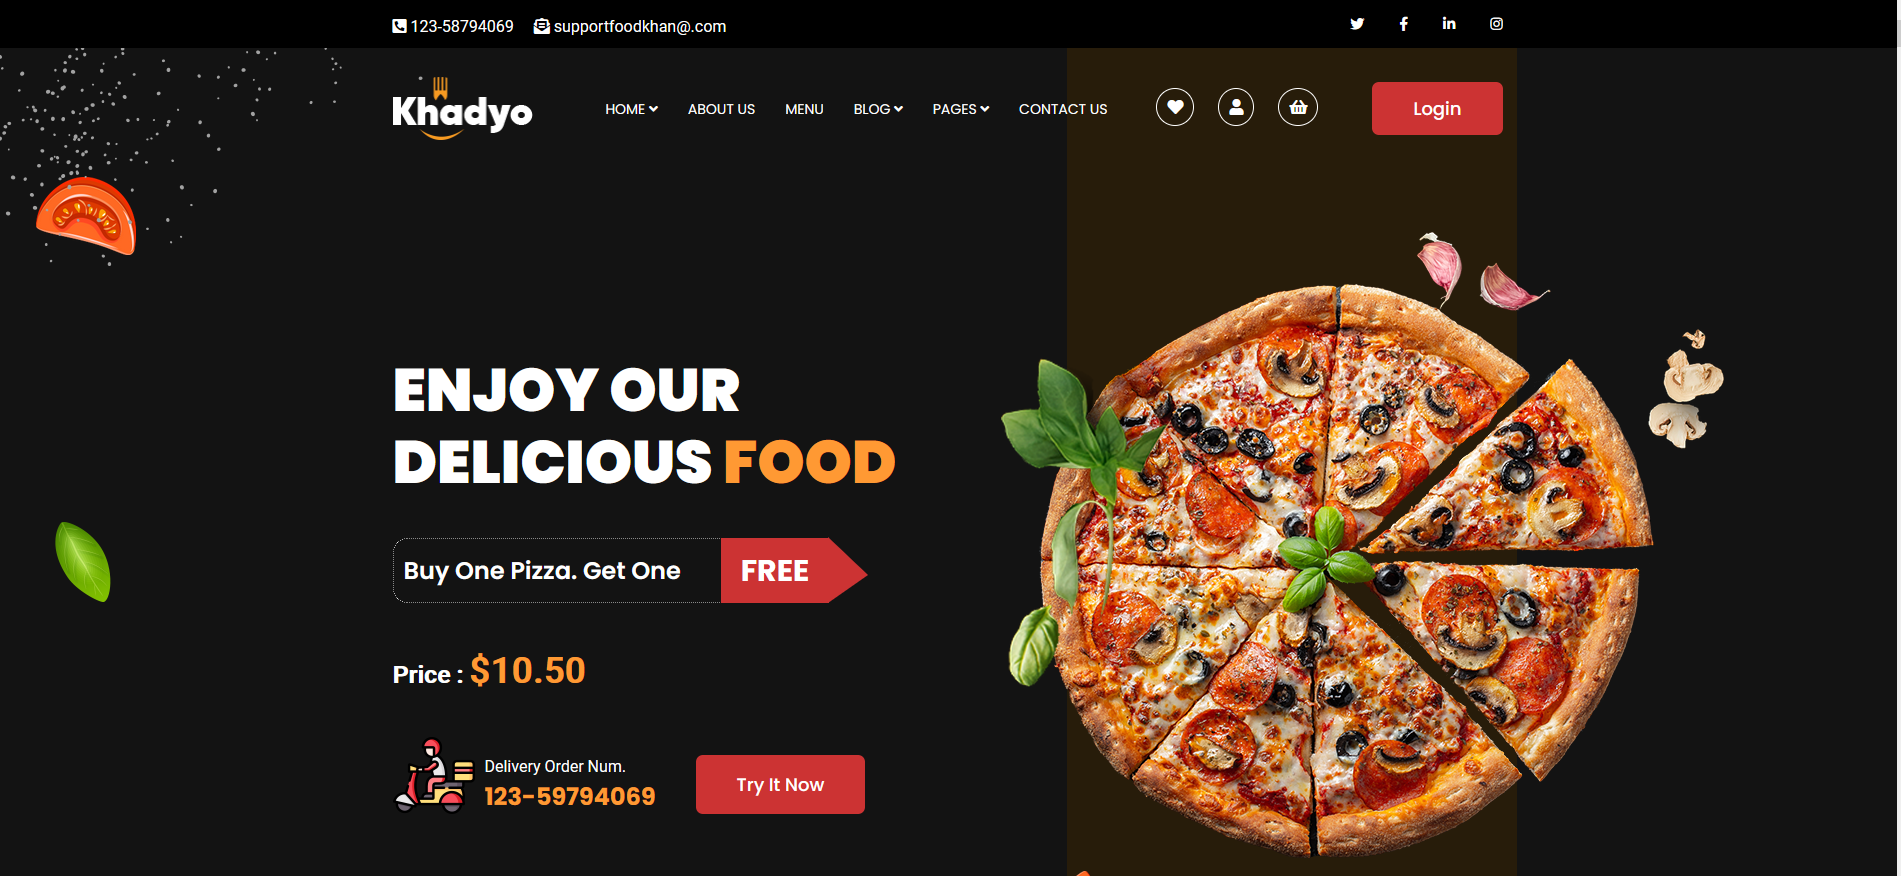 123-58794069 supportfoodkhan@.com
Khadyo
HOME ABOUT US MENU BLOG PAGES CONTACT US
Login
ENJOY OUR
DELICIOUS FOOD
Buy One Pizza. Get One FREE
Price : $10.50
Delivery Order Num.
123-59794069
Try It Now